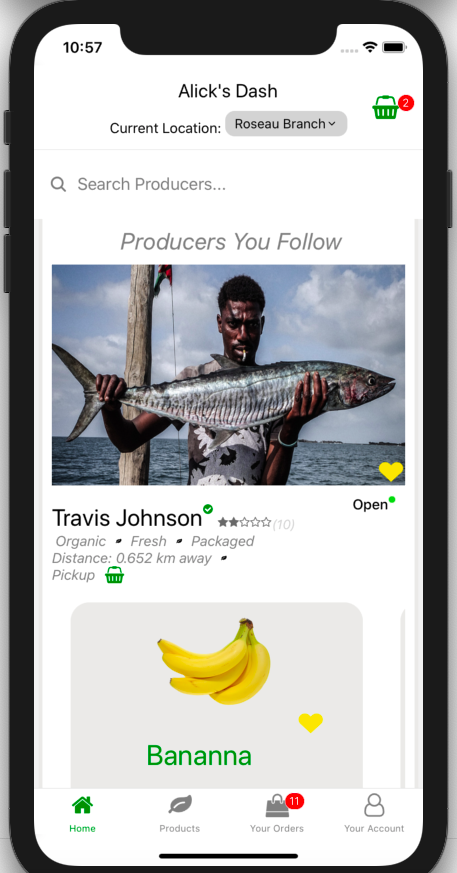 10:57
Alick's Dash
2
Current Location: Roseau Branch
Search Producers...
Producers You Follow
Open
Travis Johnson (10)
Organic Fresh Packaged
Distance: 0.652 km away
Pickup
Bananna
11
Home Products Your Orders Your Account